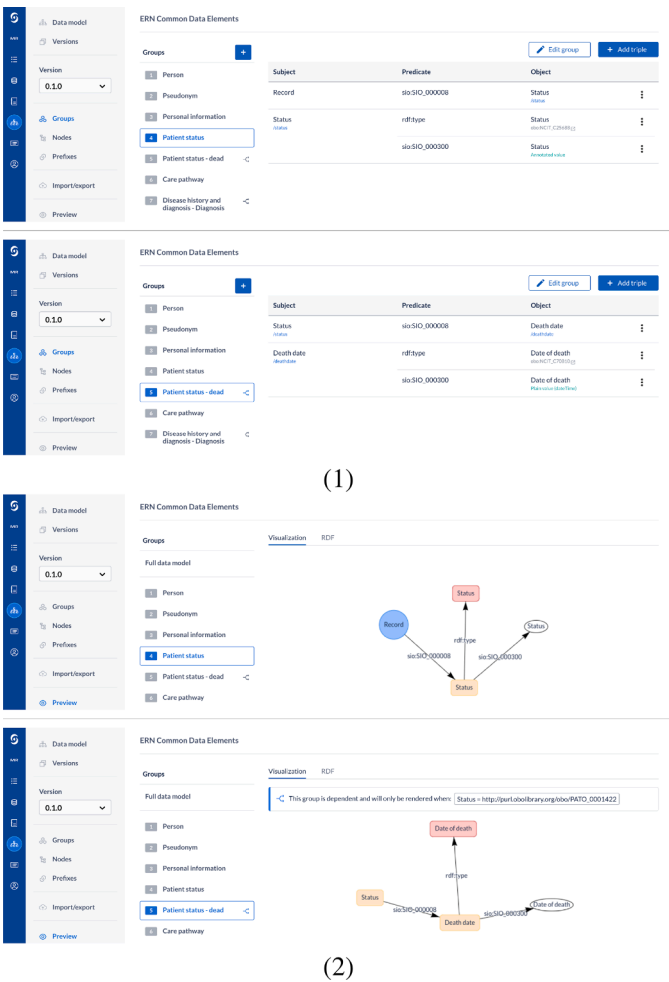 ERN Common Data Elements
Data model
Versions
Version
0.1.0
Groups
Nodes
Prefixes
Import/export
Preview
Groups +
1 Person
2 Pseudonym
3 Personal information
4 Patient status
5 Patient status - dead
6 Care pathway
7 Disease history and
diagnosis - Diagnosis
Edit group + Add triple
Subject Predicate Object
Record sio:SIO_000008 Status
/status
Status rdf:type Status
/status
sio:SIO_000300 Status
Annotated value
ERN Common Data Elements
Data model
Versions
Version
0.1.0
Groups
Nodes
Prefixes
Import/export
Preview
Groups +
1 Person
2 Pseudonym
3 Personal information
4 Patient status
5 Patient status - dead
6 Care pathway
7 Disease history and
diagnosis - Diagnosis
Edit group + Add triple
Subject Predicate Object
Status sio:SIO_000008 Death date
/status /deathdate
Death date rdf:type Date of death
/deathdate
sio:SIO_000300 Date of death
(1)
ERN Common Data Elements
Data model
Versions
Version
0.1.0
Groups
Nodes
Prefixes
Import/export
Preview
Groups
Full data model
1 Person
2 Pseudonym
3 Personal information
4 Patient status
5 Patient status - dead
6 Care pathway
Visualization RDF
Status
Record
Status
rdf:type
sio:SIO_000008 sio:SIO_000300
Status
ERN Common Data Elements
Data model
Versions
Version
0.1.0
Groups
Nodes
Prefixes
Import/export
Preview
Groups
Full data model
1 Person
2 Pseudonym
3 Personal information
4 Patient status
5 Patient status - dead
6 Care pathway
Visualization RDF
This group is dependent and will only be rendered when: Status = http://purl.obolibrary.org/obo/PATO_0001422
Date of death
rdf:type
Status
sio:SIO_000008 sio:SIO_000300 Date of death
Death date
(2)